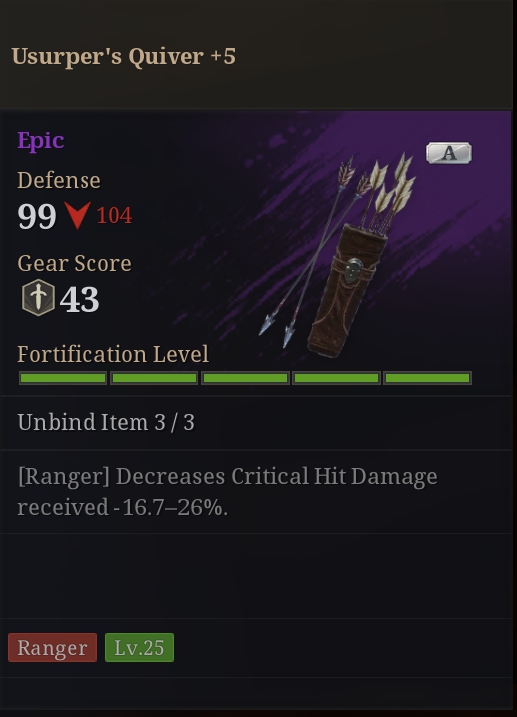 Usurper's Quiver +5
Epic
A
Defense
99 104
Gear Score
43
Fortification Level
Unbind Item 3 / 3
[Ranger] Decreases Critical Hit Damage
received -16.7–26%.
Ranger Lv.25